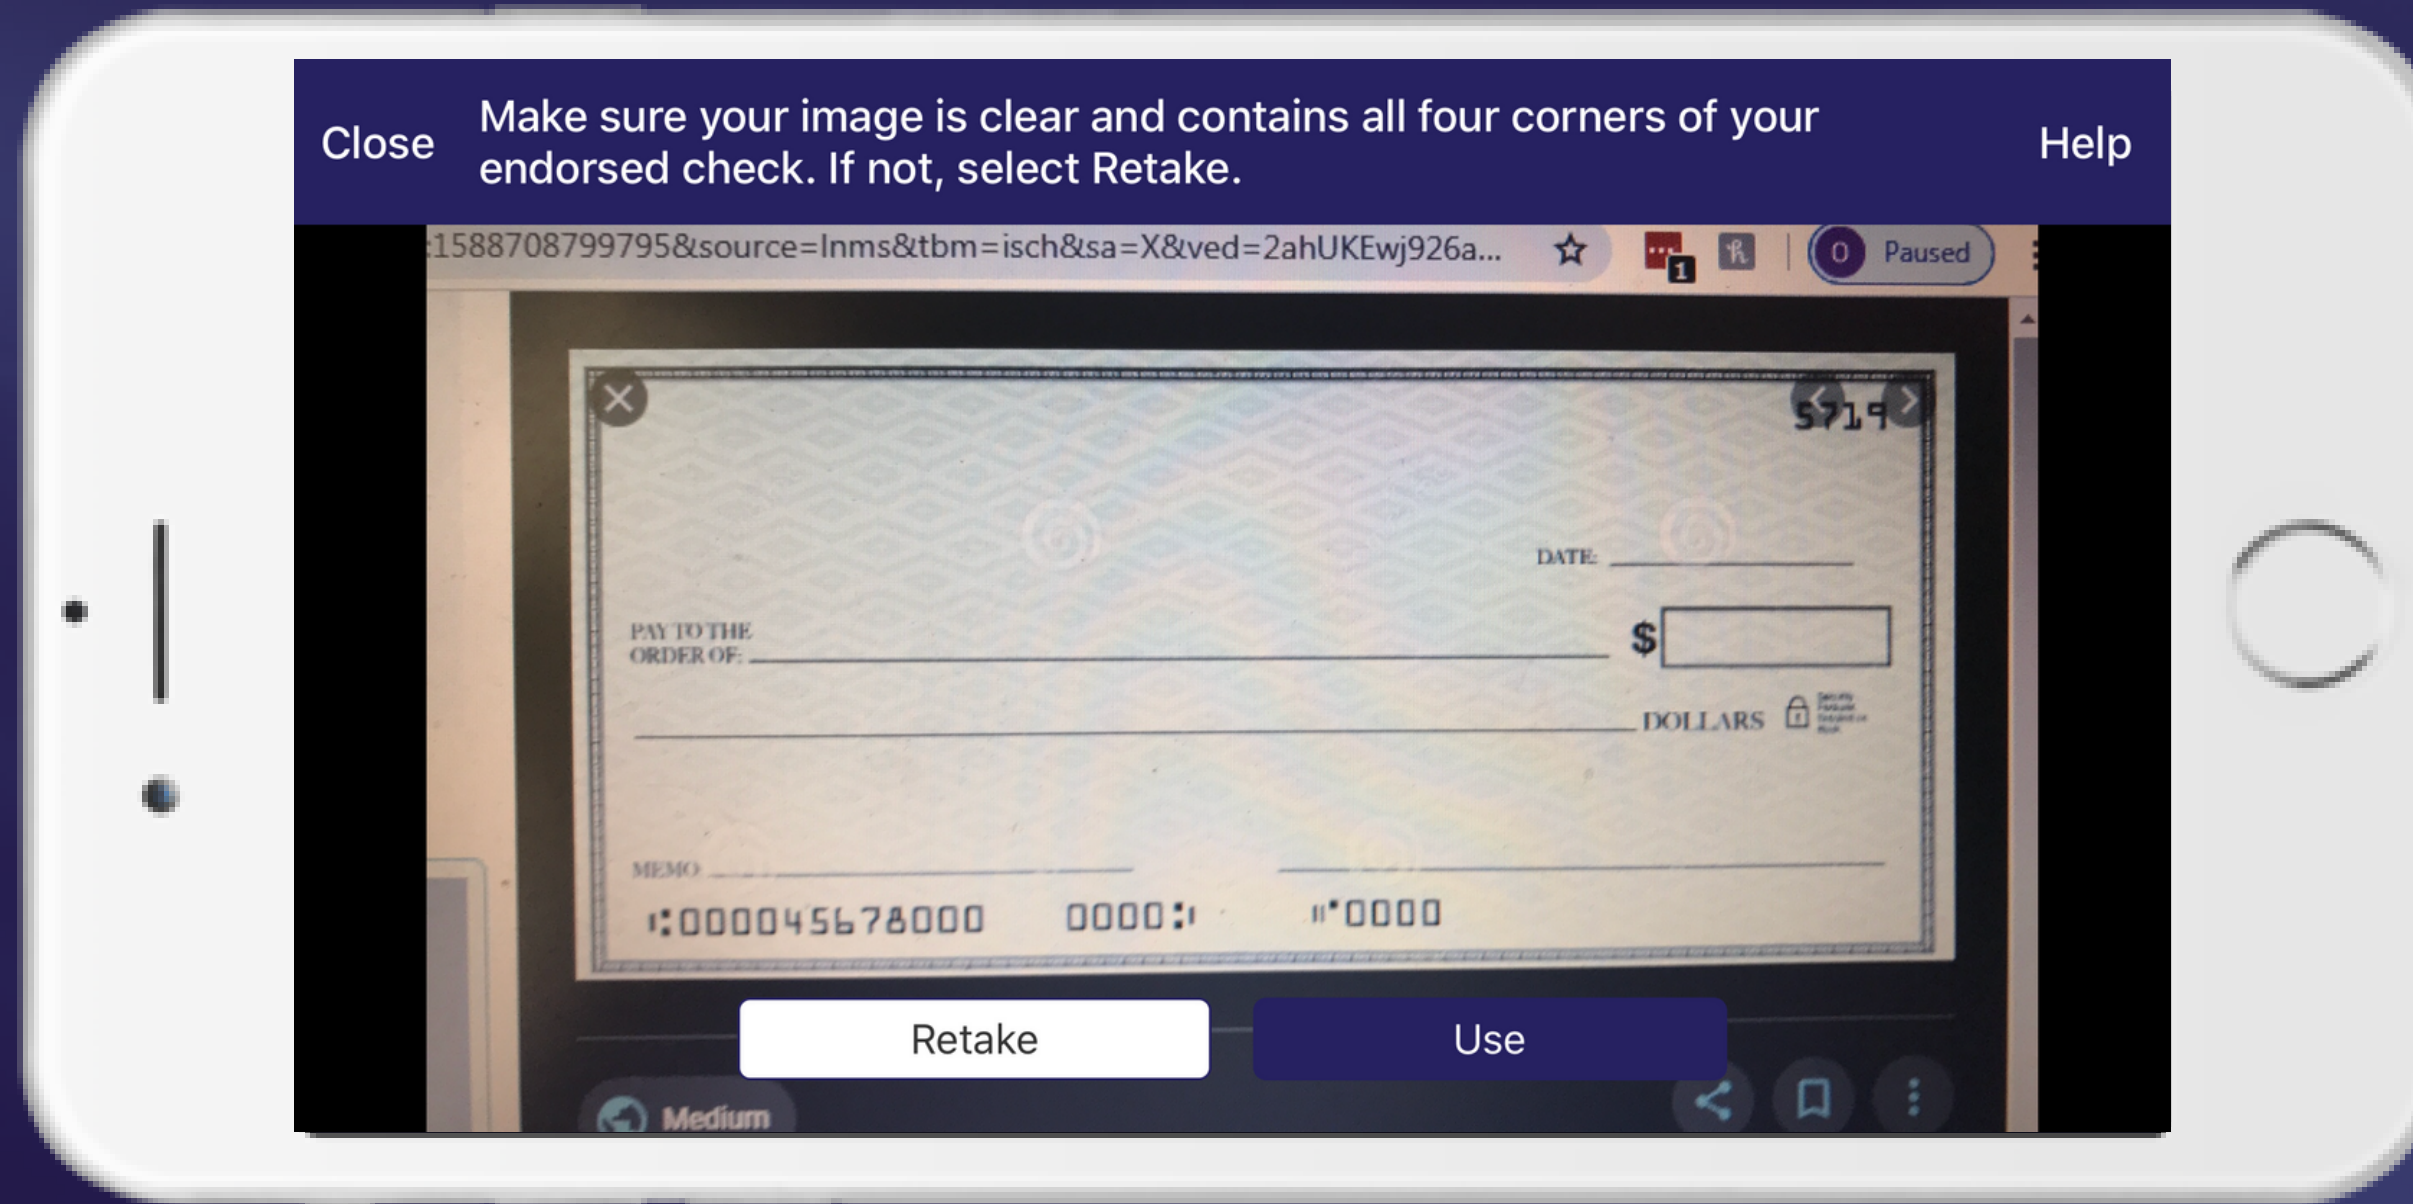 Close
Make sure your image is clear and contains all four corners of your
endorsed check. If not, select Retake.
Help
:1588708799795&source=lnms&tbm=isch&sa=X&ved=2ahUKEwj926a...
1
O Paused
5719
DATE:
PAY TO THE
ORDER OF:
$
DOLLARS
MEMO
⑆000045678000 0000⑆ ⑈0000
Retake
Use
Medium